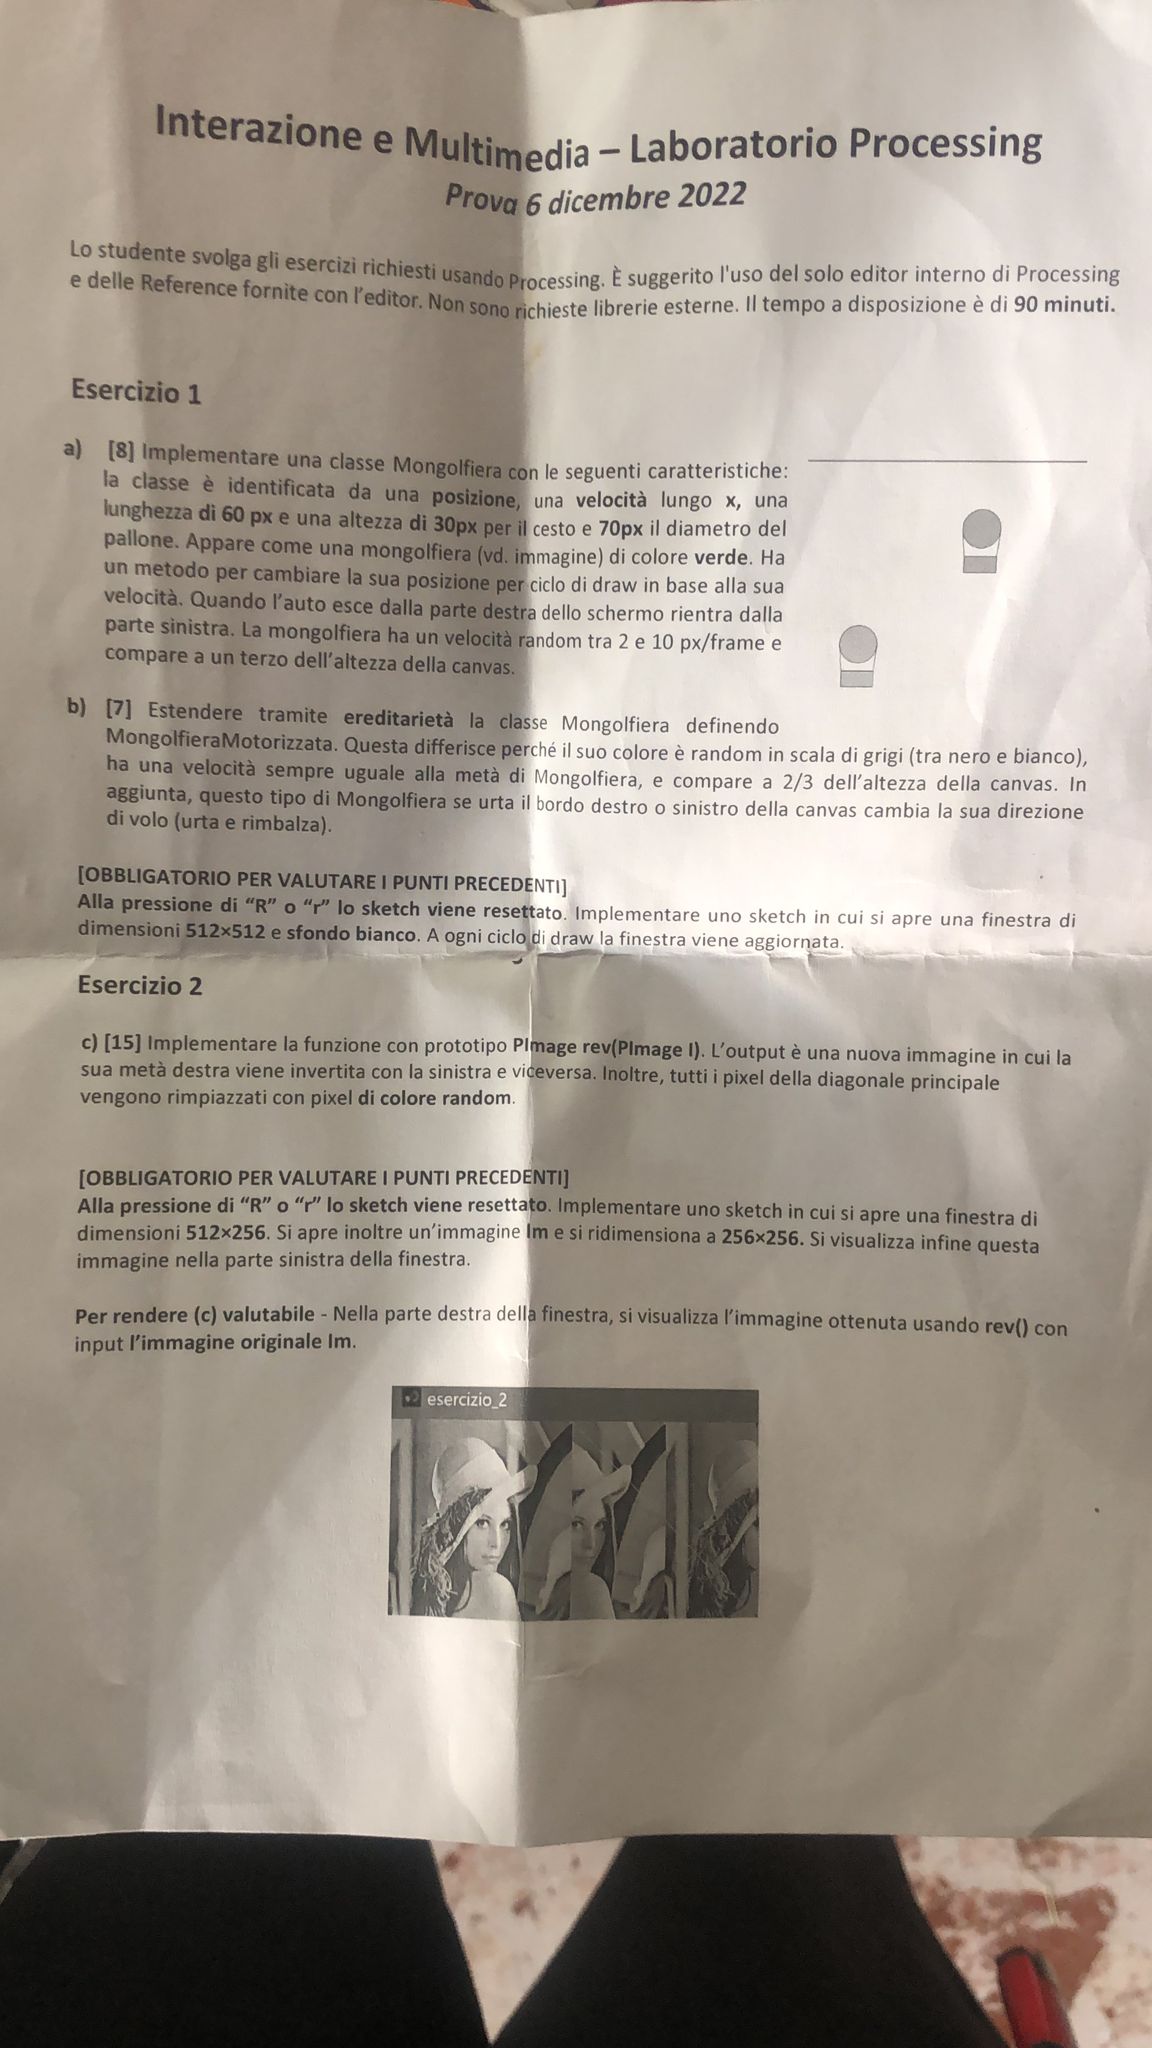 Interazione e Multimedia – Laboratorio Processing
Prova 6 dicembre 2022
Lo studente svolga gli esercizi richiesti usando Processing. È suggerito l'uso del solo editor interno di Processing
e delle Reference fornite con l'editor. Non sono richieste librerie esterne. Il tempo a disposizione è di 90 minuti.
Esercizio 1
a) [8] Implementare una classe Mongolfiera con le seguenti caratteristiche:
la classe è identificata da una posizione, una velocità lungo x, una
lunghezza di 60 px e una altezza di 30px per il cesto e 70px il diametro del
pallone. Appare come una mongolfiera (vd. immagine) di colore verde. Ha
un metodo per cambiare la sua posizione per ciclo di draw in base alla sua
velocità. Quando l'auto esce dalla parte destra dello schermo rientra dalla
parte sinistra. La mongolfiera ha un velocità random tra 2 e 10 px/frame e
compare a un terzo dell'altezza della canvas.
b) [7] Estendere tramite ereditarietà la classe Mongolfiera definendo
MongolfieraMotorizzata. Questa differisce perché il suo colore è random in scala di grigi (tra nero e bianco),
ha una velocità sempre uguale alla metà di Mongolfiera, e compare a 2/3 dell'altezza della canvas. In
aggiunta, questo tipo di Mongolfiera se urta il bordo destro o sinistro della canvas cambia la sua direzione
di volo (urta e rimbalza).
[OBBLIGATORIO PER VALUTARE I PUNTI PRECEDENTI]
Alla pressione di "R" o "r" lo sketch viene resettato. Implementare uno sketch in cui si apre una finestra di
dimensioni 512×512 e sfondo bianco. A ogni ciclo di draw la finestra viene aggiornata.
Esercizio 2
c) [15] Implementare la funzione con prototipo PImage rev(PImage I). L'output è una nuova immagine in cui la
sua metà destra viene invertita con la sinistra e viceversa. Inoltre, tutti i pixel della diagonale principale
vengono rimpiazzati con pixel di colore random.
[OBBLIGATORIO PER VALUTARE I PUNTI PRECEDENTI]
Alla pressione di "R" o "r" lo sketch viene resettato. Implementare uno sketch in cui si apre una finestra di
dimensioni 512×256. Si apre inoltre un'immagine Im e si ridimensiona a 256×256. Si visualizza infine questa
immagine nella parte sinistra della finestra.
Per rendere (c) valutabile - Nella parte destra della finestra, si visualizza l'immagine ottenuta usando rev() con
input l'immagine originale Im.
esercizio_2